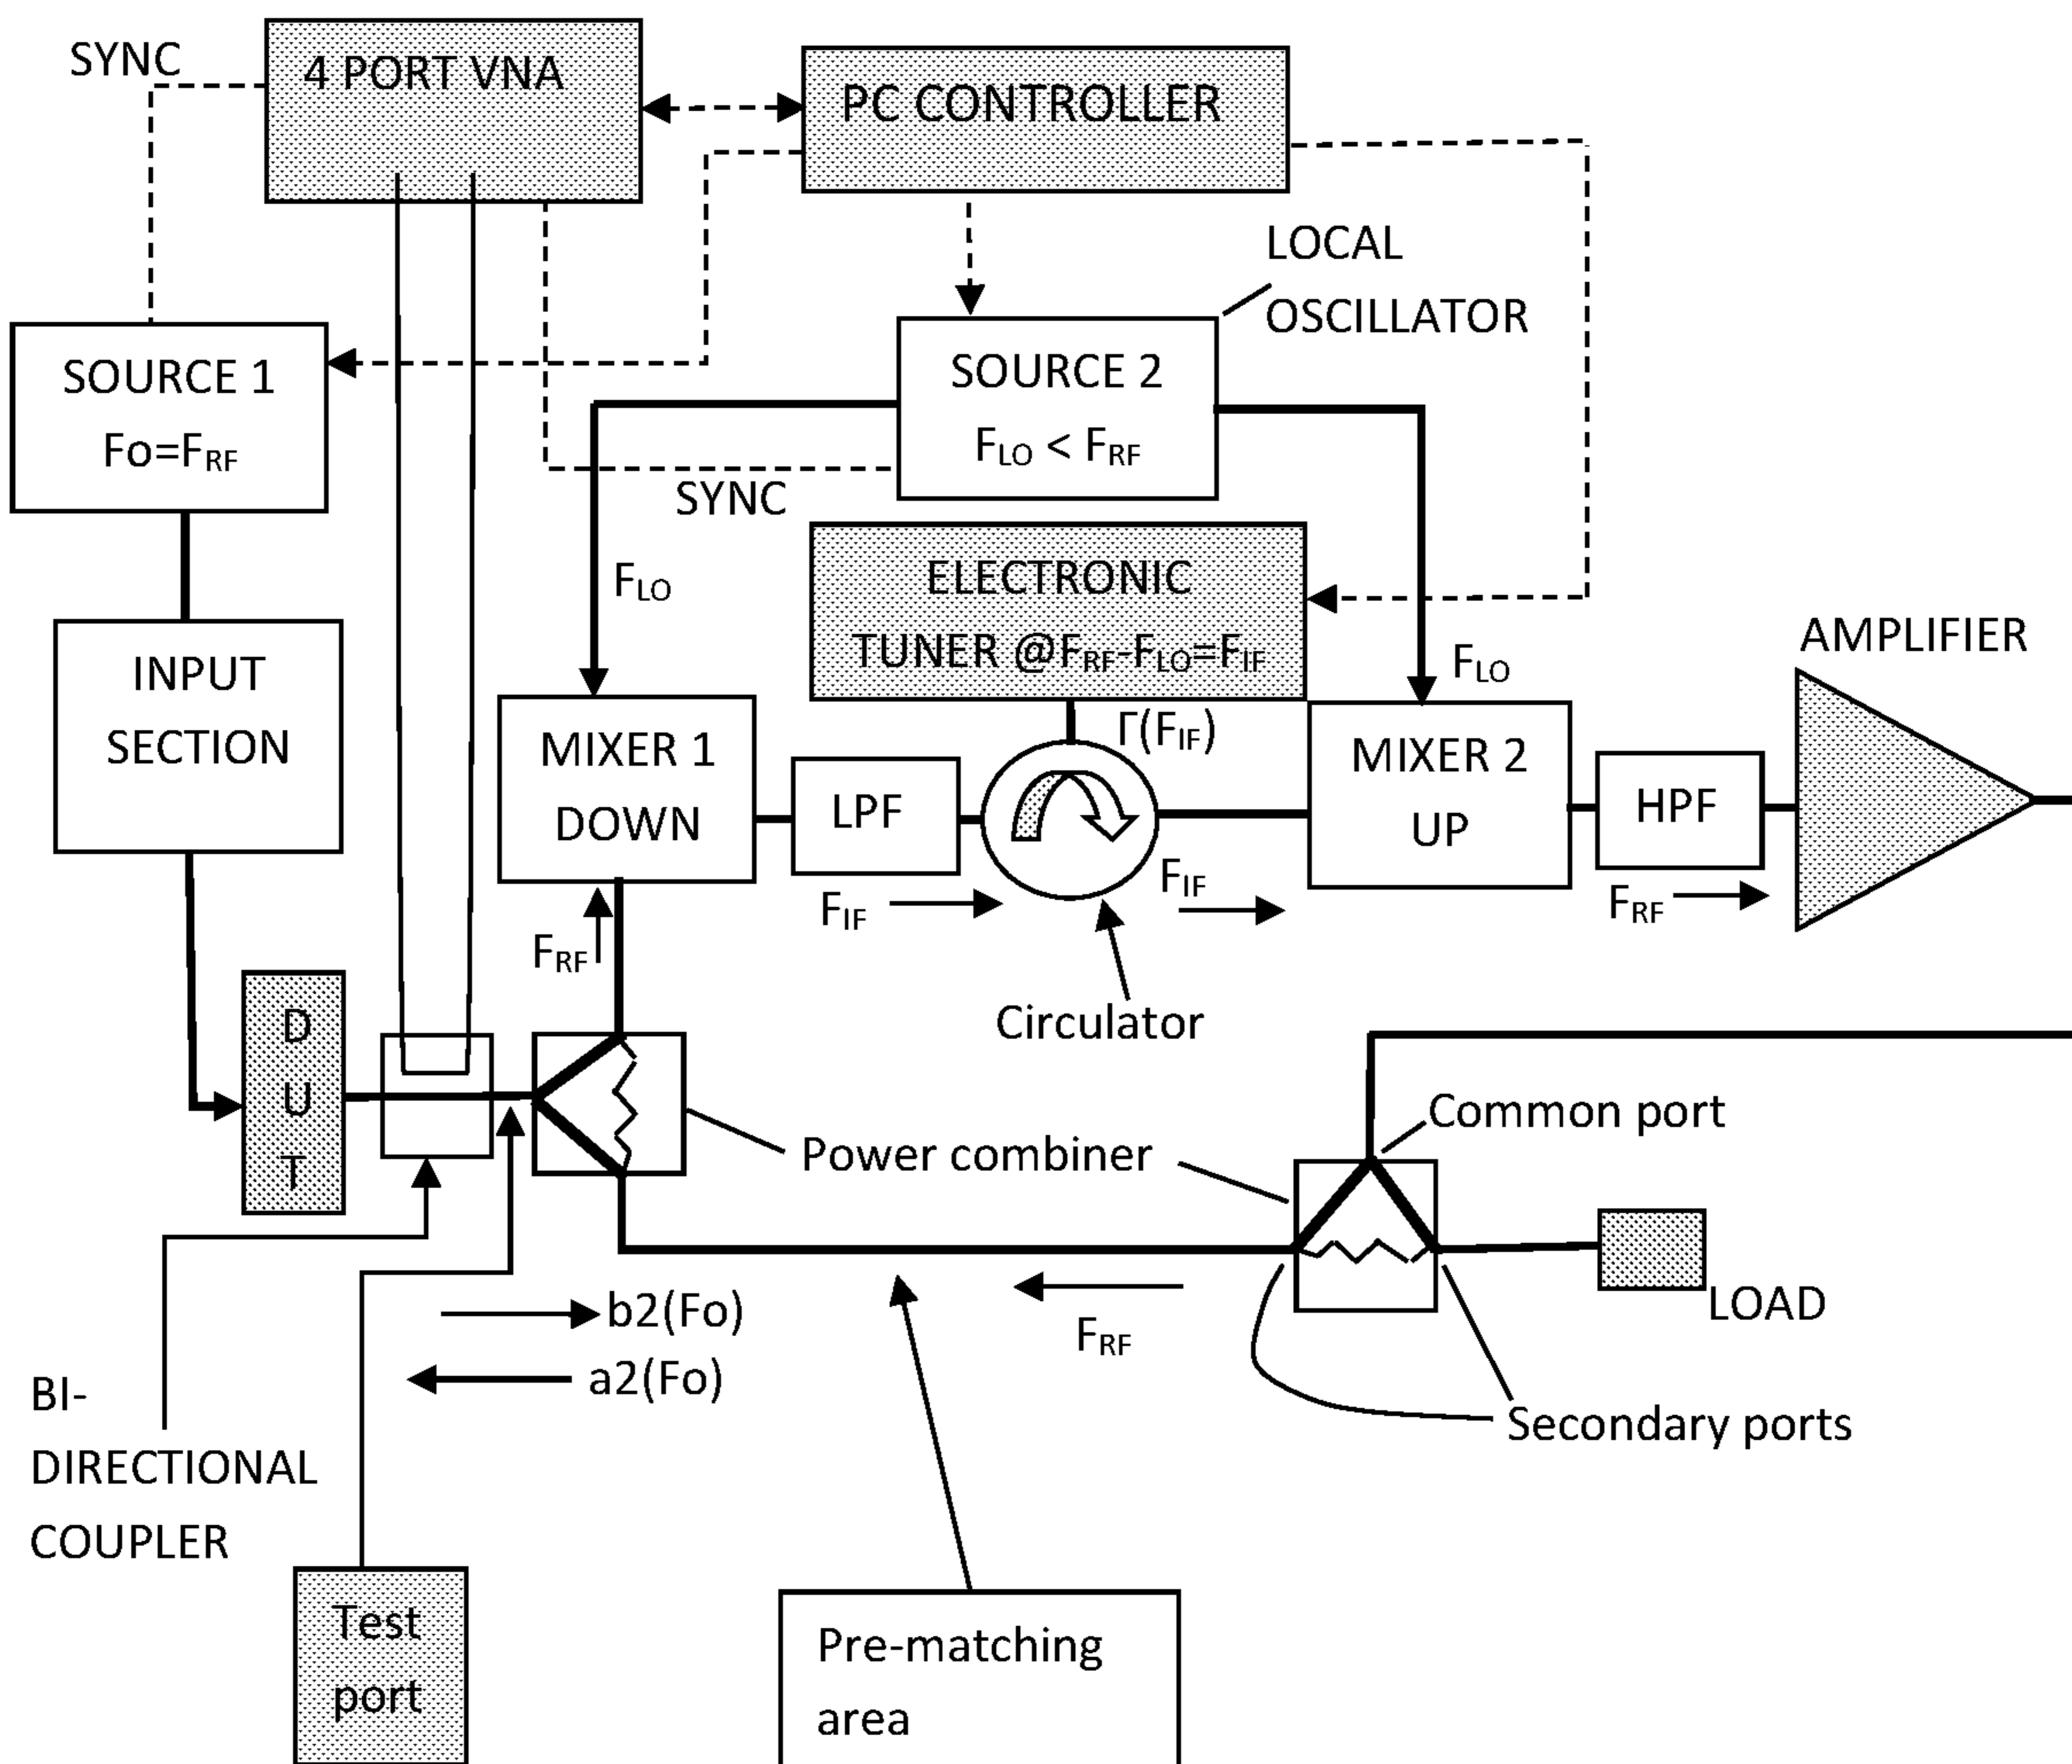 SYNC
4 PORT VNA
PC CONTROLLER
LOCAL
OSCILLATOR
SOURCE 1
Fo=FRF
SOURCE 2
FLO < FRF
SYNC
FLO
ELECTRONIC
TUNER @FRF-FLO=FIF
FLO
AMPLIFIER
INPUT
SECTION
MIXER 1
DOWN
LPF
Γ(FIF)
MIXER 2
UP
HPF
FIF
FIF
FRF
FRF
Circulator
D
U
T
Power combiner
Common port
LOAD
b2(Fo)
a2(Fo)
FRF
Secondary ports
BI-
DIRECTIONAL
COUPLER
Test
port
Pre-matching
area